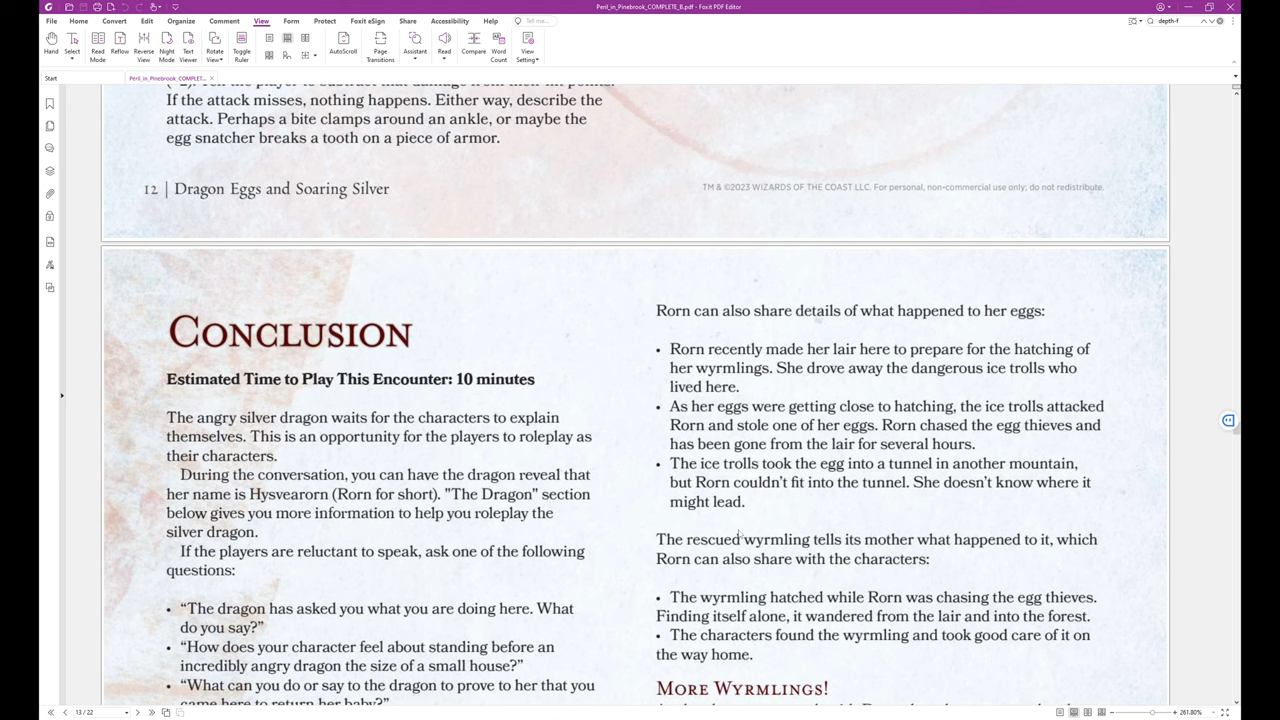 Peril_in_Pinebrook_COMPLETE_B.pdf - Foxit PDF Editor
File Home Convert Edit Organize Comment View Form Protect Foxit eSign Share Accessibility Help Tell me... depth-f
Hand Select Read Mode Reflow Reverse View Night Mode Text Viewer Rotate View Toggle Ruler AutoScroll Page Transitions Assistant Read Compare Word Count View Setting
Start Peril_in_Pinebrook_COMPLET...
If the attack misses, nothing happens. Either way, describe the
attack. Perhaps a bite clamps around an ankle, or maybe the
egg snatcher breaks a tooth on a piece of armor.
12 | Dragon Eggs and Soaring Silver
TM & ©2023 WIZARDS OF THE COAST LLC. For personal, non-commercial use only; do not redistribute.
Conclusion
Estimated Time to Play This Encounter: 10 minutes
The angry silver dragon waits for the characters to explain
themselves. This is an opportunity for the players to roleplay as
their characters.
During the conversation, you can have the dragon reveal that
her name is Hysvearorn (Rorn for short). "The Dragon" section
below gives you more information to help you roleplay the
silver dragon.
If the players are reluctant to speak, ask one of the following
questions:
• “The dragon has asked you what you are doing here. What
do you say?”
• “How does your character feel about standing before an
incredibly angry dragon the size of a small house?”
• “What can you do or say to the dragon to prove to her that you
came here to return her baby?”
Rorn can also share details of what happened to her eggs:
• Rorn recently made her lair here to prepare for the hatching of
her wyrmlings. She drove away the dangerous ice trolls who
lived here.
• As her eggs were getting close to hatching, the ice trolls attacked
Rorn and stole one of her eggs. Rorn chased the egg thieves and
has been gone from the lair for several hours.
• The ice trolls took the egg into a tunnel in another mountain,
but Rorn couldn’t fit into the tunnel. She doesn’t know where it
might lead.
The rescued wyrmling tells its mother what happened to it, which
Rorn can also share with the characters:
• The wyrmling hatched while Rorn was chasing the egg thieves.
Finding itself alone, it wandered from the lair and into the forest.
• The characters found the wyrmling and took good care of it on
the way home.
More Wyrmlings!
13 / 22 261.80%